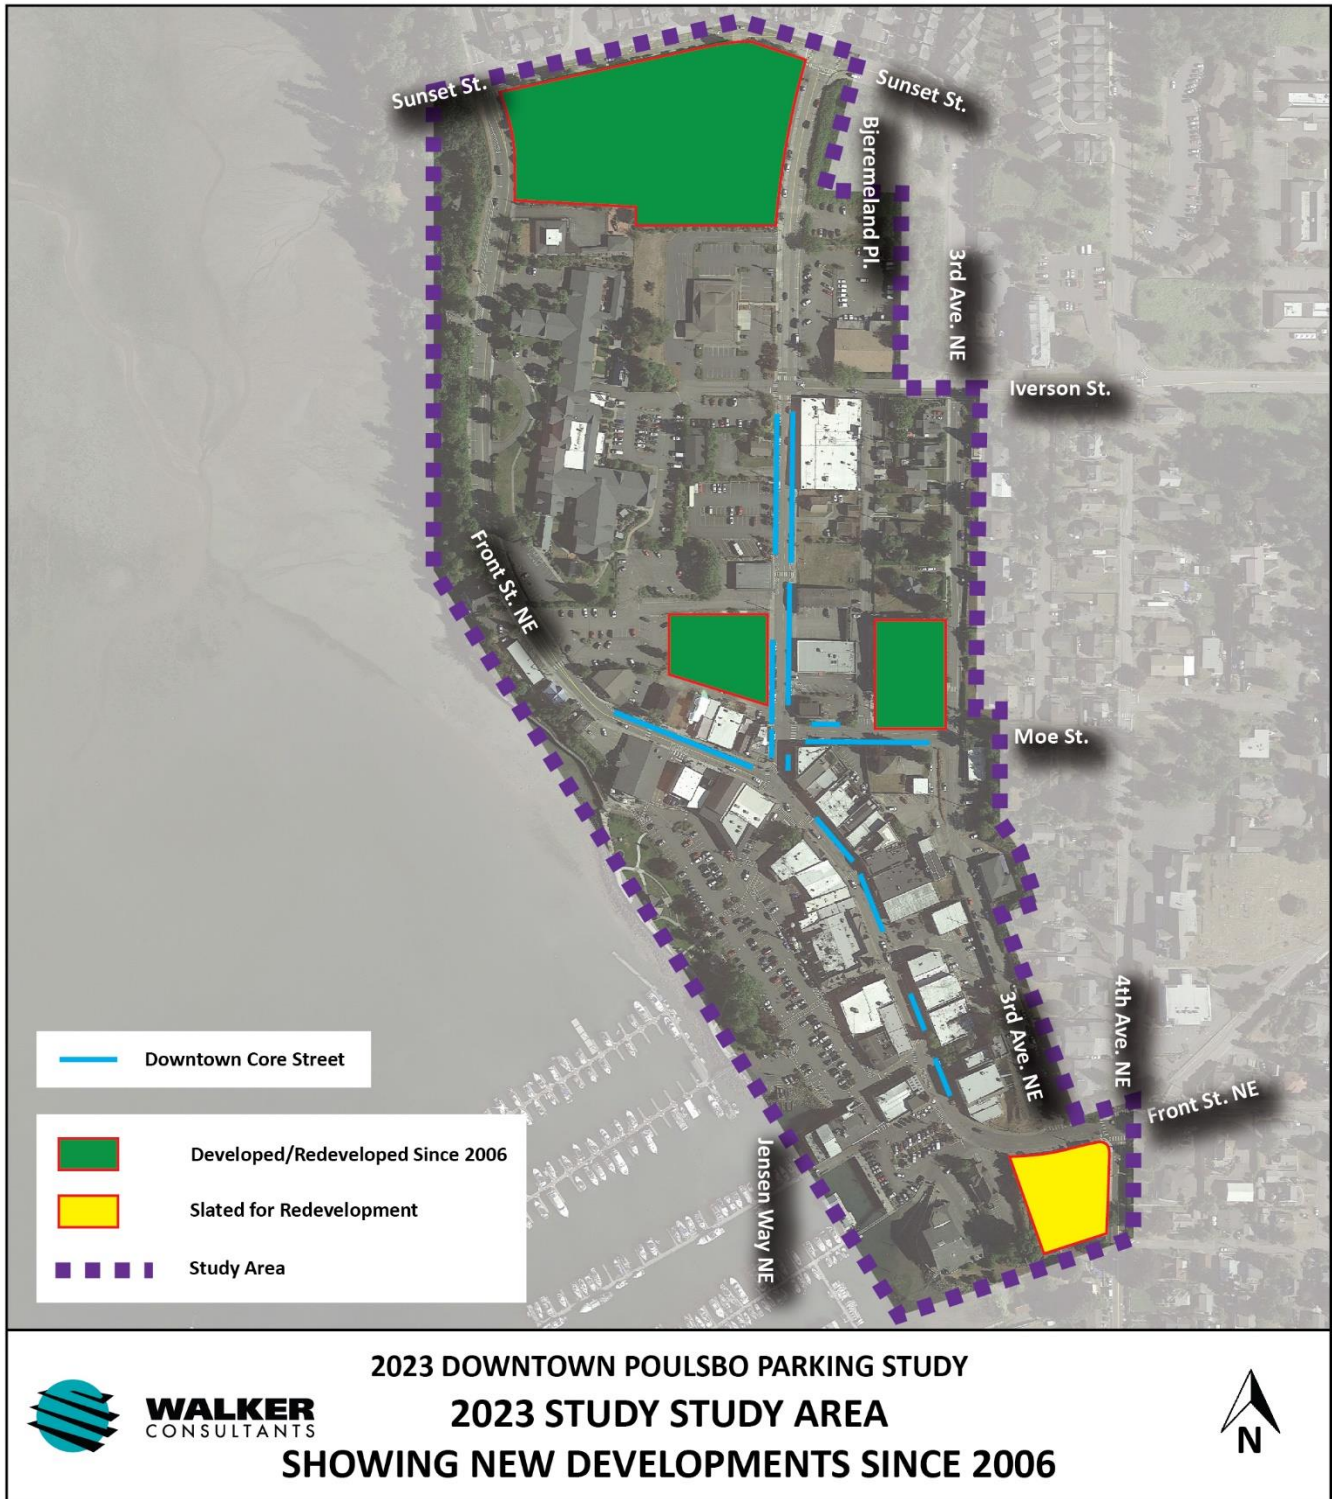 Sunset St.
Sunset St.
Bjeremeland Pl.
3rd Ave. NE
Iverson St.
Front St. NE
Moe St.
3rd Ave. NE
4th Ave. NE
Front St. NE
Jensen Way NE
Downtown Core Street
Developed/Redeveloped Since 2006
Slated for Redevelopment
Study Area
2023 DOWNTOWN POULSBO PARKING STUDY
2023 STUDY STUDY AREA
SHOWING NEW DEVELOPMENTS SINCE 2006
WALKER
CONSULTANTS
N